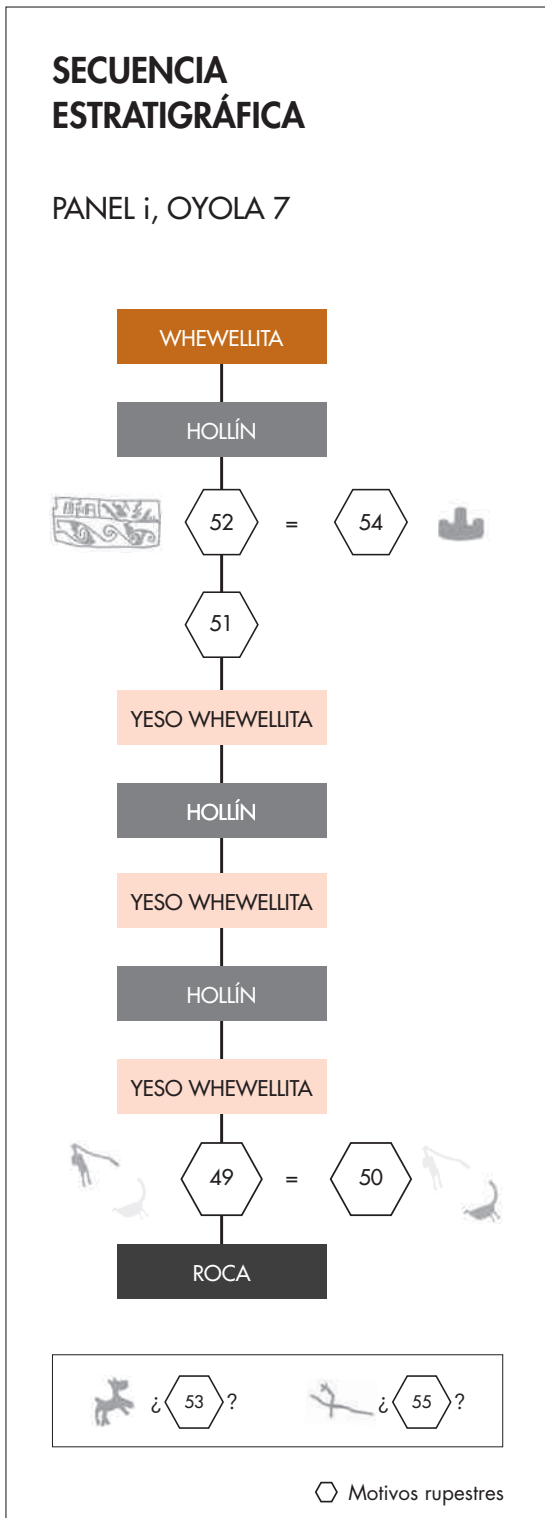 SECUENCIA
ESTRATIGRÁFICA
PANEL i, OYOLA 7
WHEWELLITA
HOLLÍN
52 = 54
51
YESO WHEWELLITA
HOLLÍN
YESO WHEWELLITA
HOLLÍN
YESO WHEWELLITA
49 = 50
ROCA
¿ 53 ? ¿ 55 ?
Motivos rupestres